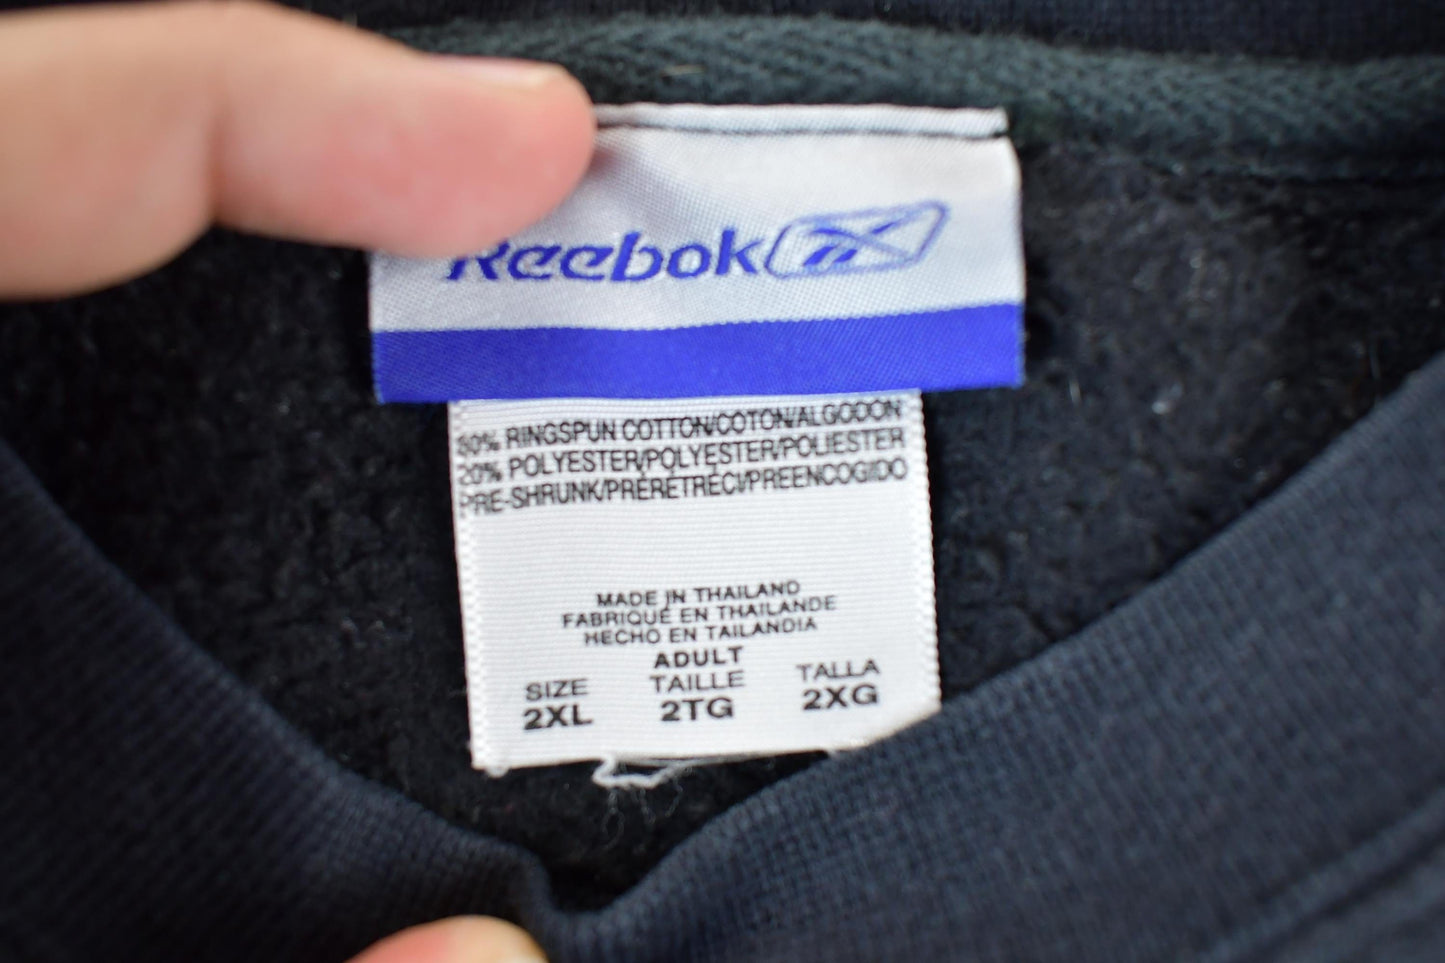 Reebok
80% RINGSPUN COTTON/COTON/ALGODÓN
20% POLYESTER/POLYESTER/POLIESTER
PRE-SHRUNK/PRÉRÉTRÉCI/PREENCOGIDO
MADE IN THAILAND
FABRIQUÉ EN THAILANDE
HECHO EN TAILANDIA
ADULT
SIZE TAILLE TALLA
2XL 2TG 2XG